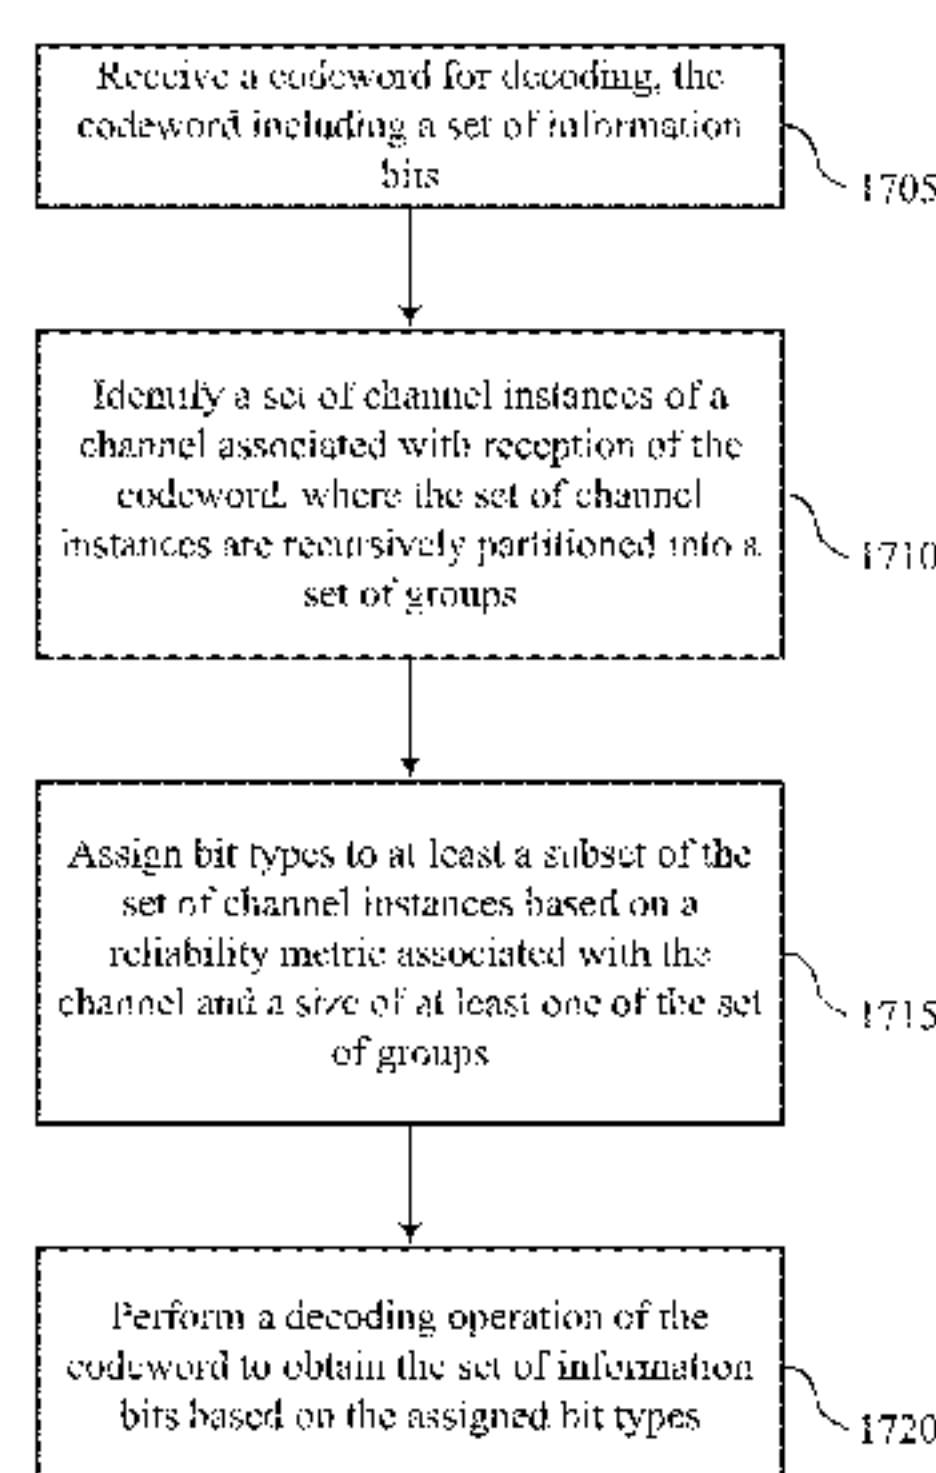 Receive a codeword for decoding, the
codeword including a set of information
bits
1705
Identify a set of channel instances of a
channel associated with reception of the
codeword, where the set of channel
instances are recursively partitioned into a
set of groups
1710
Assign bit types to at least a subset of the
set of channel instances based on a
reliability metric associated with the
channel and a size of at least one of the set
of groups
1715
Perform a decoding operation of the
codeword to obtain the set of information
bits based on the assigned bit types
1720